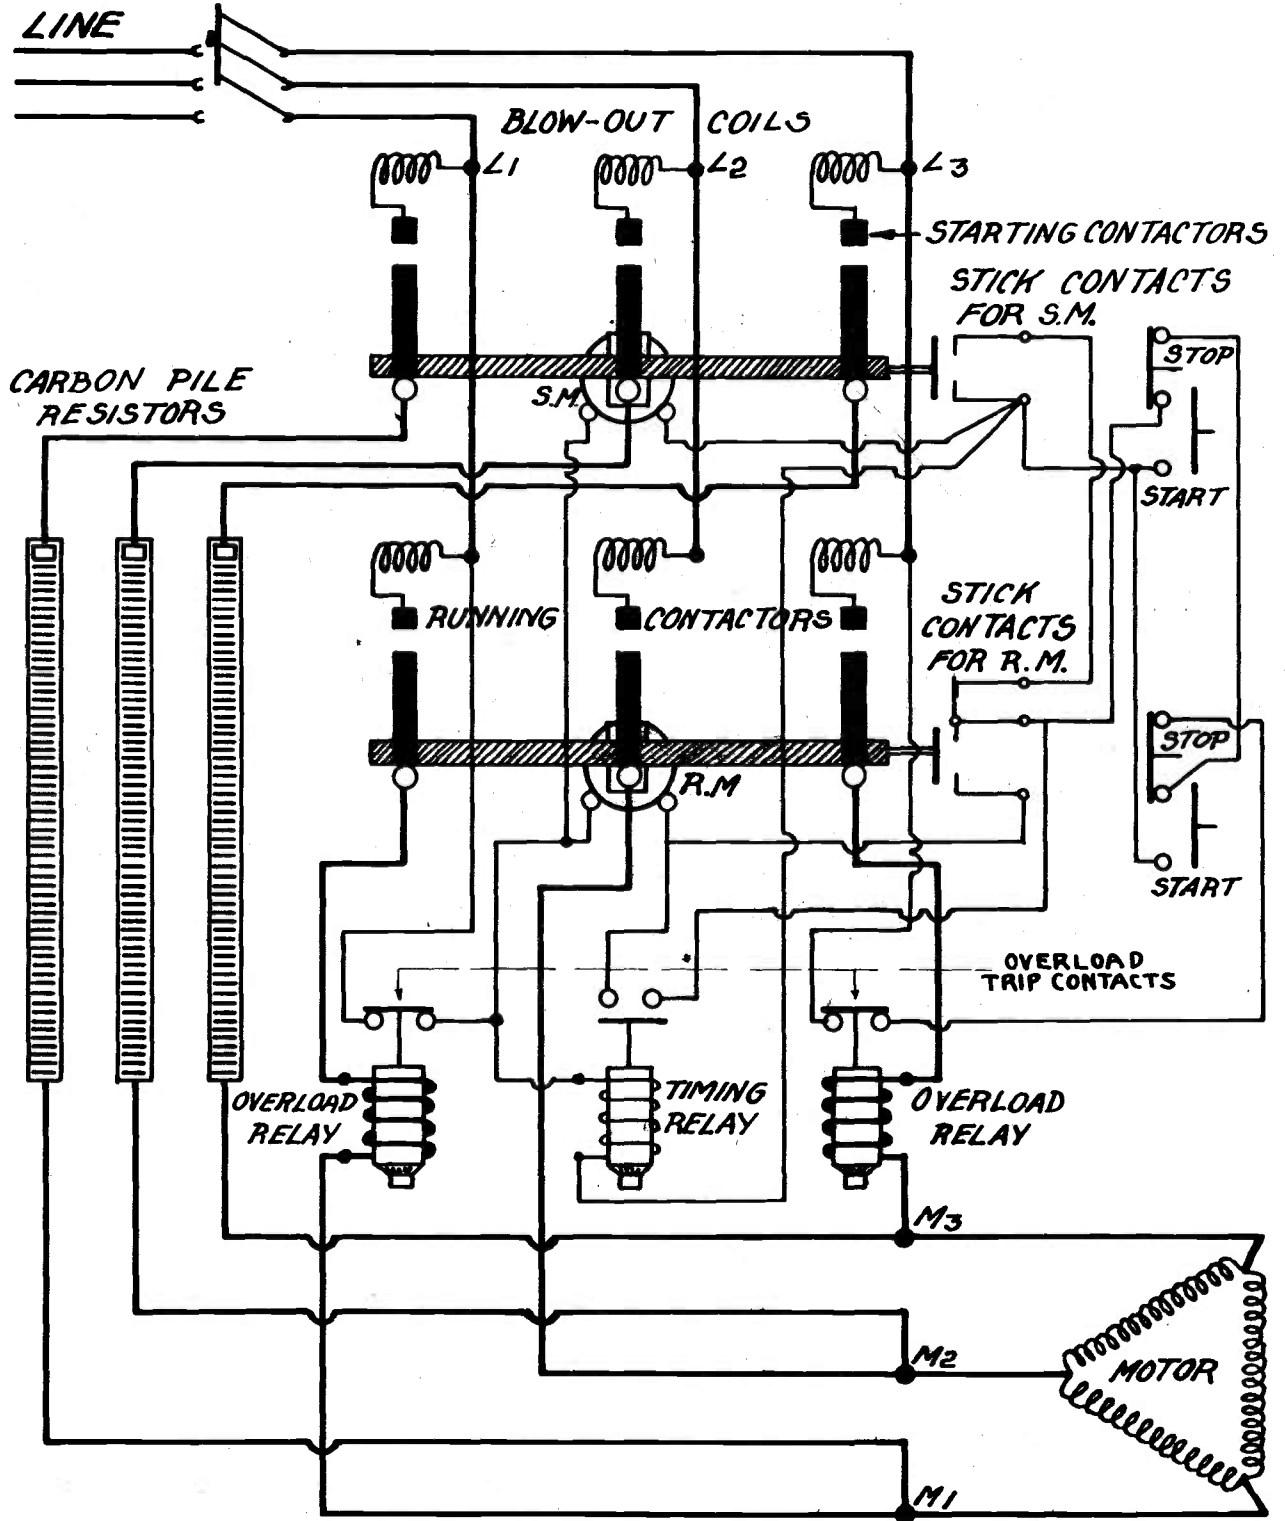 LINE
BLOW-OUT COILS
L1
L2
L3
STARTING CONTACTORS
STICK CONTACTS
FOR S.M.
STOP
CARBON PILE
RESISTORS
S.M.
START
RUNNING CONTACTORS
STICK
CONTACTS
FOR R.M.
STOP
R.M
START
OVERLOAD
TRIP CONTACTS
OVERLOAD
RELAY
TIMING
RELAY
OVERLOAD
RELAY
M3
M2
MOTOR
M1